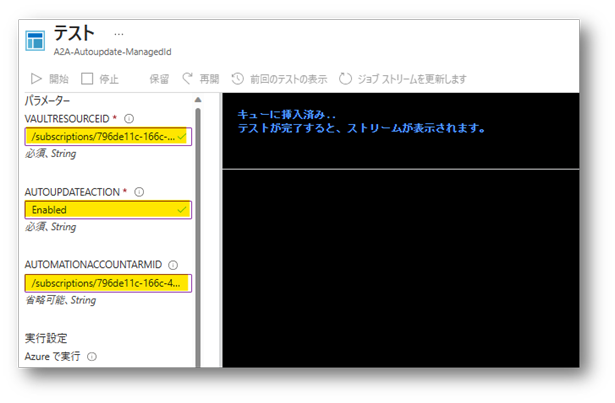 テスト ...
A2A-Autoupdate-ManagedId
開始 停止 保留 再開 前回のテストの表示 ジョブ ストリームを更新します
パラメーター
VAULTRESOURCEID *
/subscriptions/796de11c-166c-...
必須、String
AUTOUPDATEACTION *
Enabled
必須、String
AUTOMATIONACCOUNTARMID
/subscriptions/796de11c-166c-4...
省略可能、String
実行設定
Azure で実行
キューに挿入済み..
テストが完了すると、ストリームが表示されます。